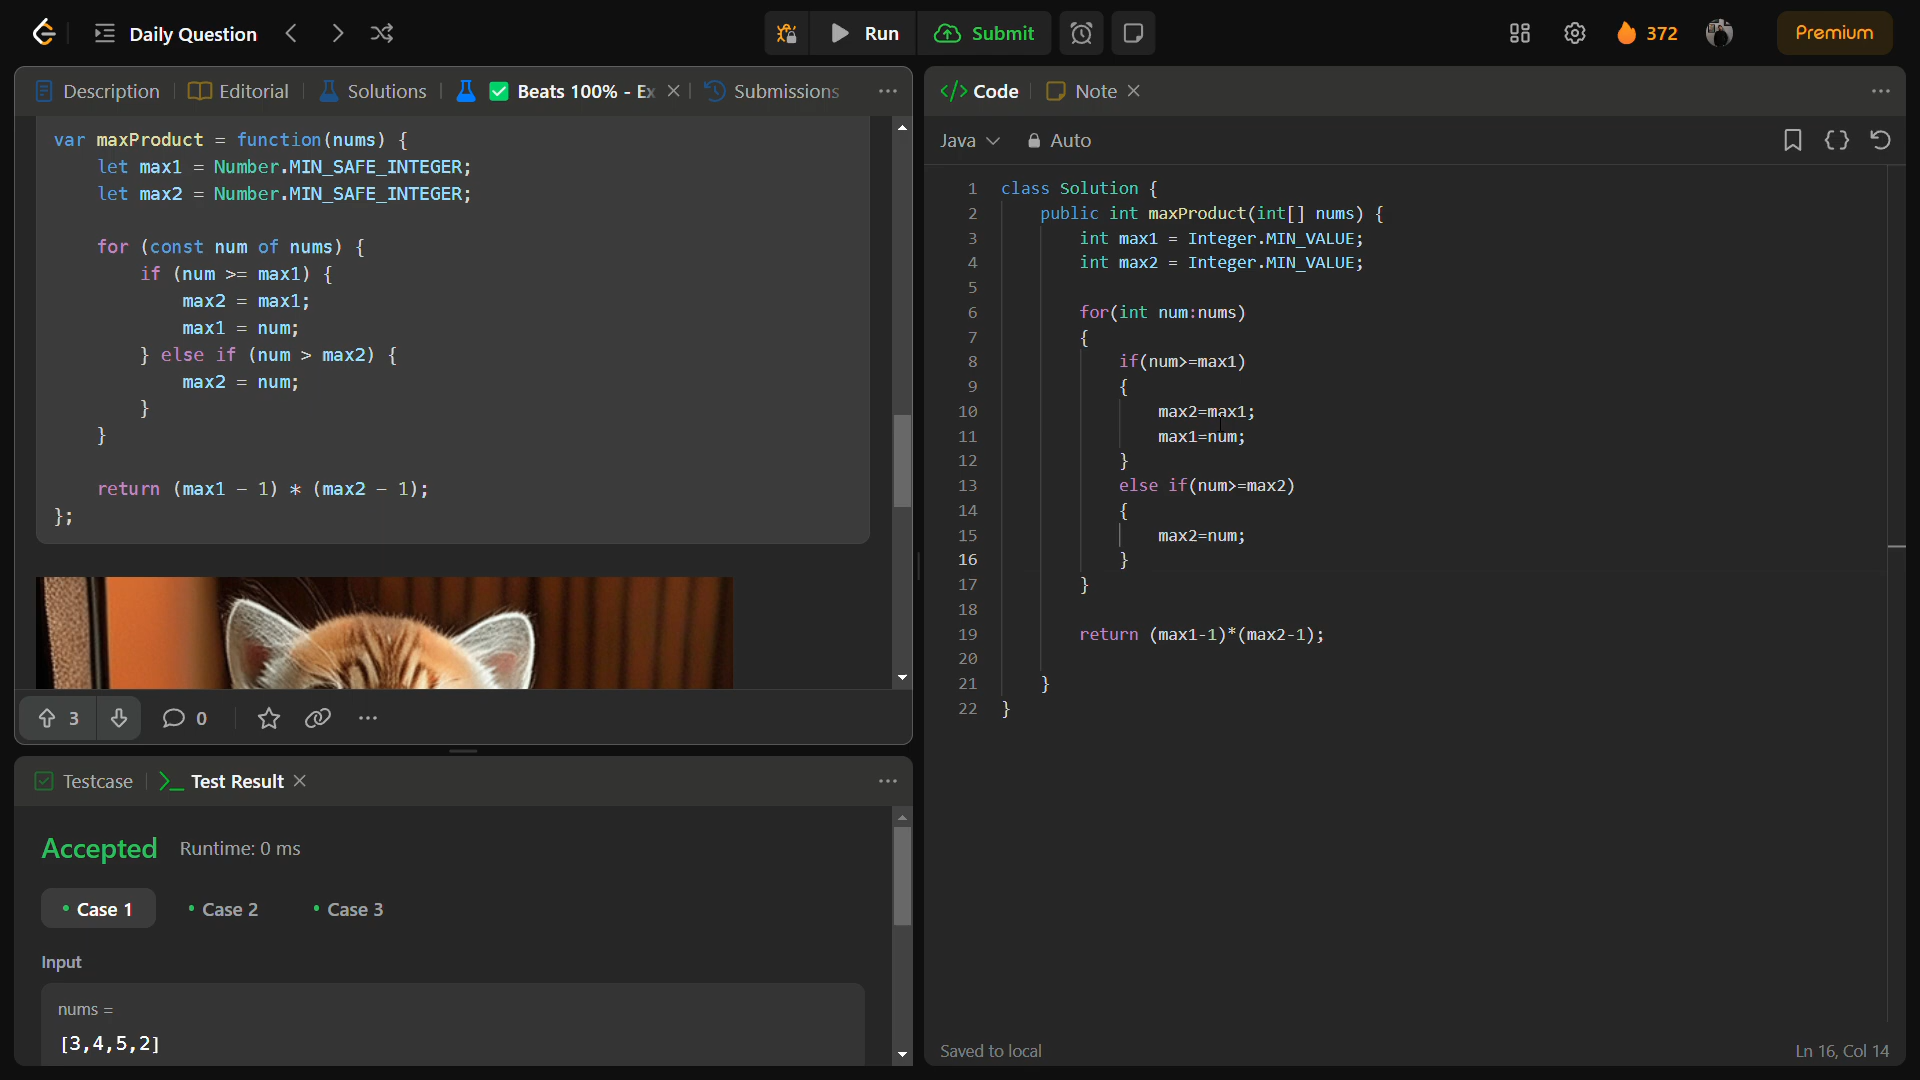 Daily Question
Run
Submit
372
Premium
Description
Editorial
Solutions
Beats 100% - Ex
Submissions
var maxProduct = function(nums) {
let max1 = Number.MIN_SAFE_INTEGER;
let max2 = Number.MIN_SAFE_INTEGER;
for (const num of nums) {
if (num >= max1) {
max2 = max1;
max1 = num;
} else if (num > max2) {
max2 = num;
}
}
return (max1 - 1) * (max2 - 1);
};
3
0
Testcase
>_ Test Result
Accepted
Runtime: 0 ms
Case 1
Case 2
Case 3
Input
nums =
[3,4,5,2]
</> Code
Note
Java
Auto
{}
1 class Solution {
2 public int maxProduct(int[] nums) {
3 int max1 = Integer.MIN_VALUE;
4 int max2 = Integer.MIN_VALUE;
5
6 for(int num:nums)
7 {
8 if(num>=max1)
9 {
10 max2=max1;
11 max1=num;
12 }
13 else if(num>=max2)
14 {
15 max2=num;
16 }
17 }
18
19 return (max1-1)*(max2-1);
20
21 }
22 }
Saved to local
Ln 16, Col 14